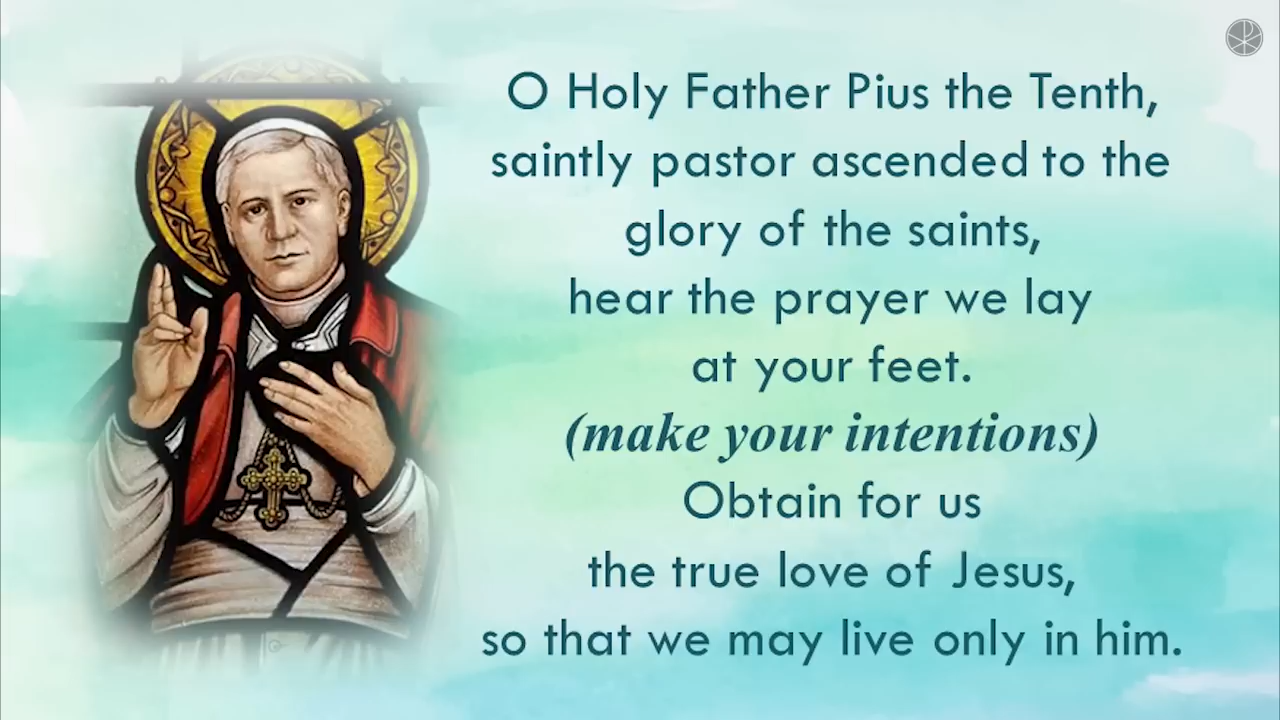 O Holy Father Pius the Tenth,
saintly pastor ascended to the
glory of the saints,
hear the prayer we lay
at your feet.
(make your intentions)
Obtain for us
the true love of Jesus,
so that we may live only in him.